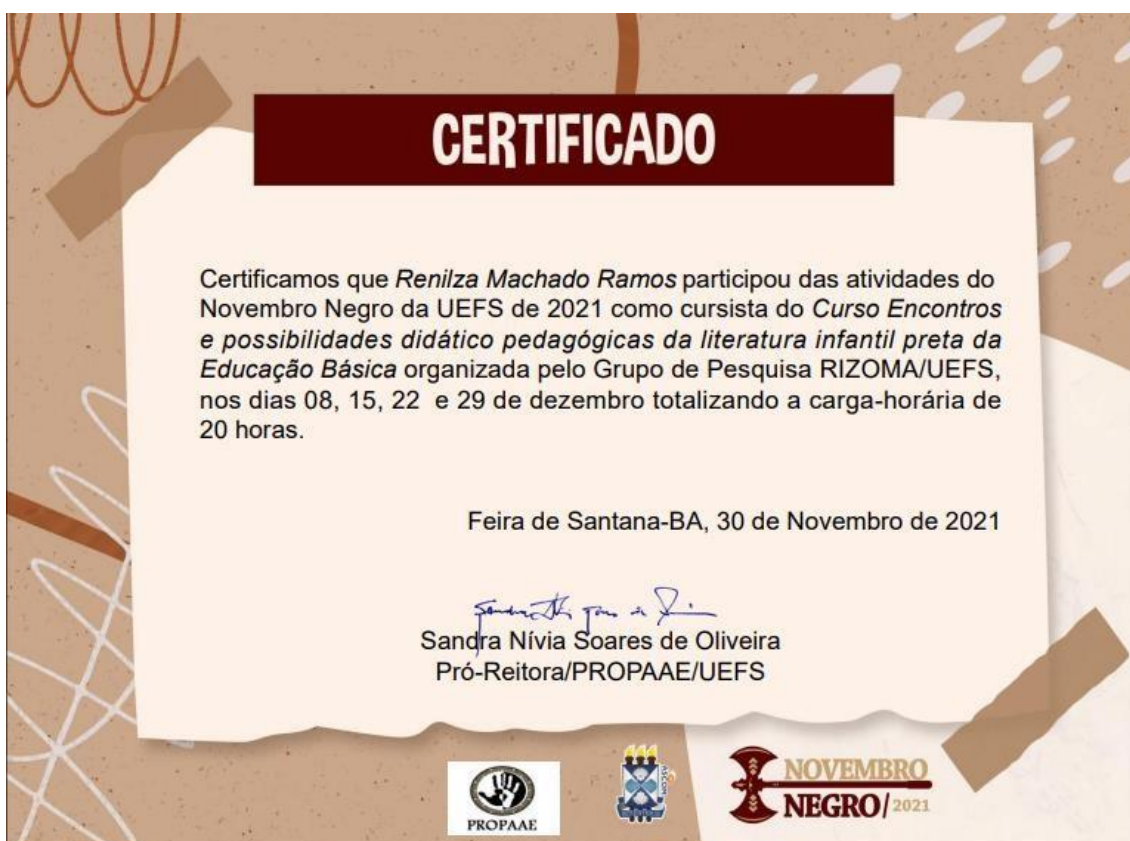 CERTIFICADO
Certificamos que Renilza Machado Ramos participou das atividades do
Novembro Negro da UEFS de 2021 como cursista do Curso Encontros
e possibilidades didático pedagógicas da literatura infantil preta da
Educação Básica organizada pelo Grupo de Pesquisa RIZOMA/UEFS,
nos dias 08, 15, 22 e 29 de dezembro totalizando a carga-horária de
20 horas.
Feira de Santana-BA, 30 de Novembro de 2021
Sandra Nívia Soares de Oliveira
Pró-Reitora/PROPAAE/UEFS
PROPAAE
ASCOM
NOVEMBRO
NEGRO/2021